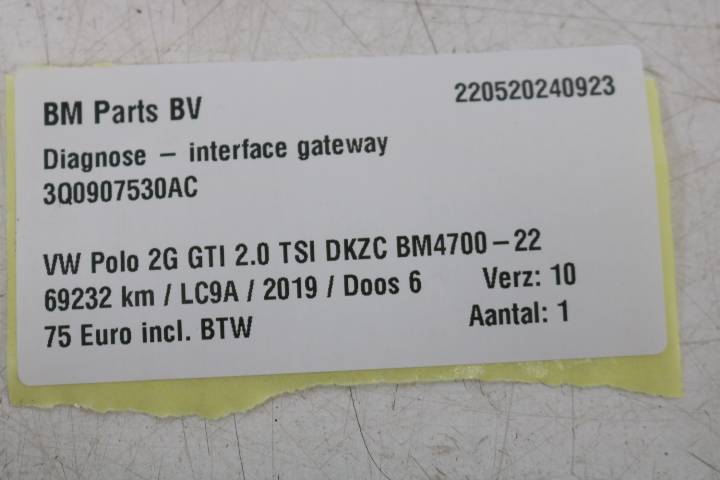 BM Parts BV
220520240923
Diagnose – interface gateway
3Q0907530AC
VW Polo 2G GTI 2.0 TSI DKZC BM4700–22
69232 km / LC9A / 2019 / Doos 6 Verz: 10
75 Euro incl. BTW Aantal: 1